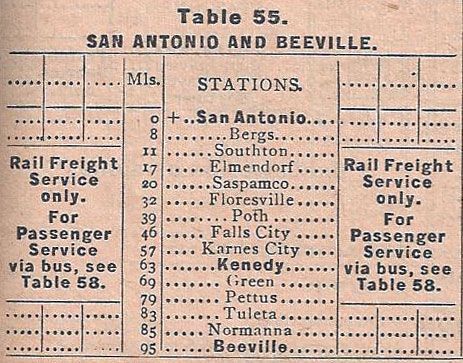 Table 55.
SAN ANTONIO AND BEEVILLE.
Mls. STATIONS.
0 +..San Antonio....
8 ......Bergs......
11 .....Southton.....
17 ....Elmendorf.....
20 ....Saspamco....
32 ....Floresville....
39 ......Poth......
46 ....Falls City.....
57 ...Karnes City....
63 .....Kenedy.....
69 ......Green......
79 ......Pettus......
83 ......Tuleta......
85 ....Normanna....
95 .....Beeville.....
Rail Freight
Service
only.
For
Passenger
Service
via bus, see
Table 58.
Rail Freight
Service
only.
For
Passenger
Service
via bus, see
Table 58.